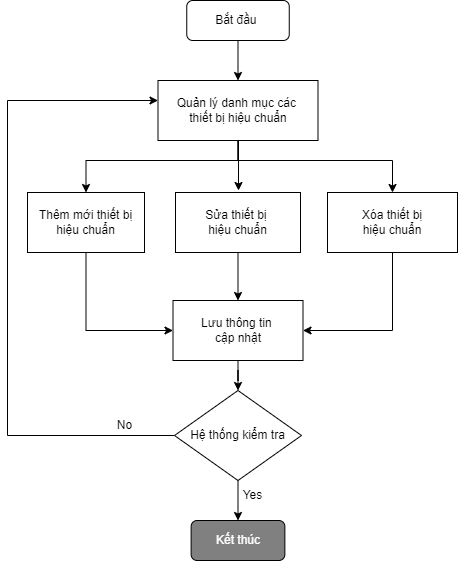 Bắt đầu
Quản lý danh mục các
thiết bị hiệu chuẩn
Thêm mới thiết bị
hiệu chuẩn
Sửa thiết bị
hiệu chuẩn
Xóa thiết bị
hiệu chuẩn
Lưu thông tin
cập nhật
No
Hệ thống kiểm tra
Yes
Kết thúc